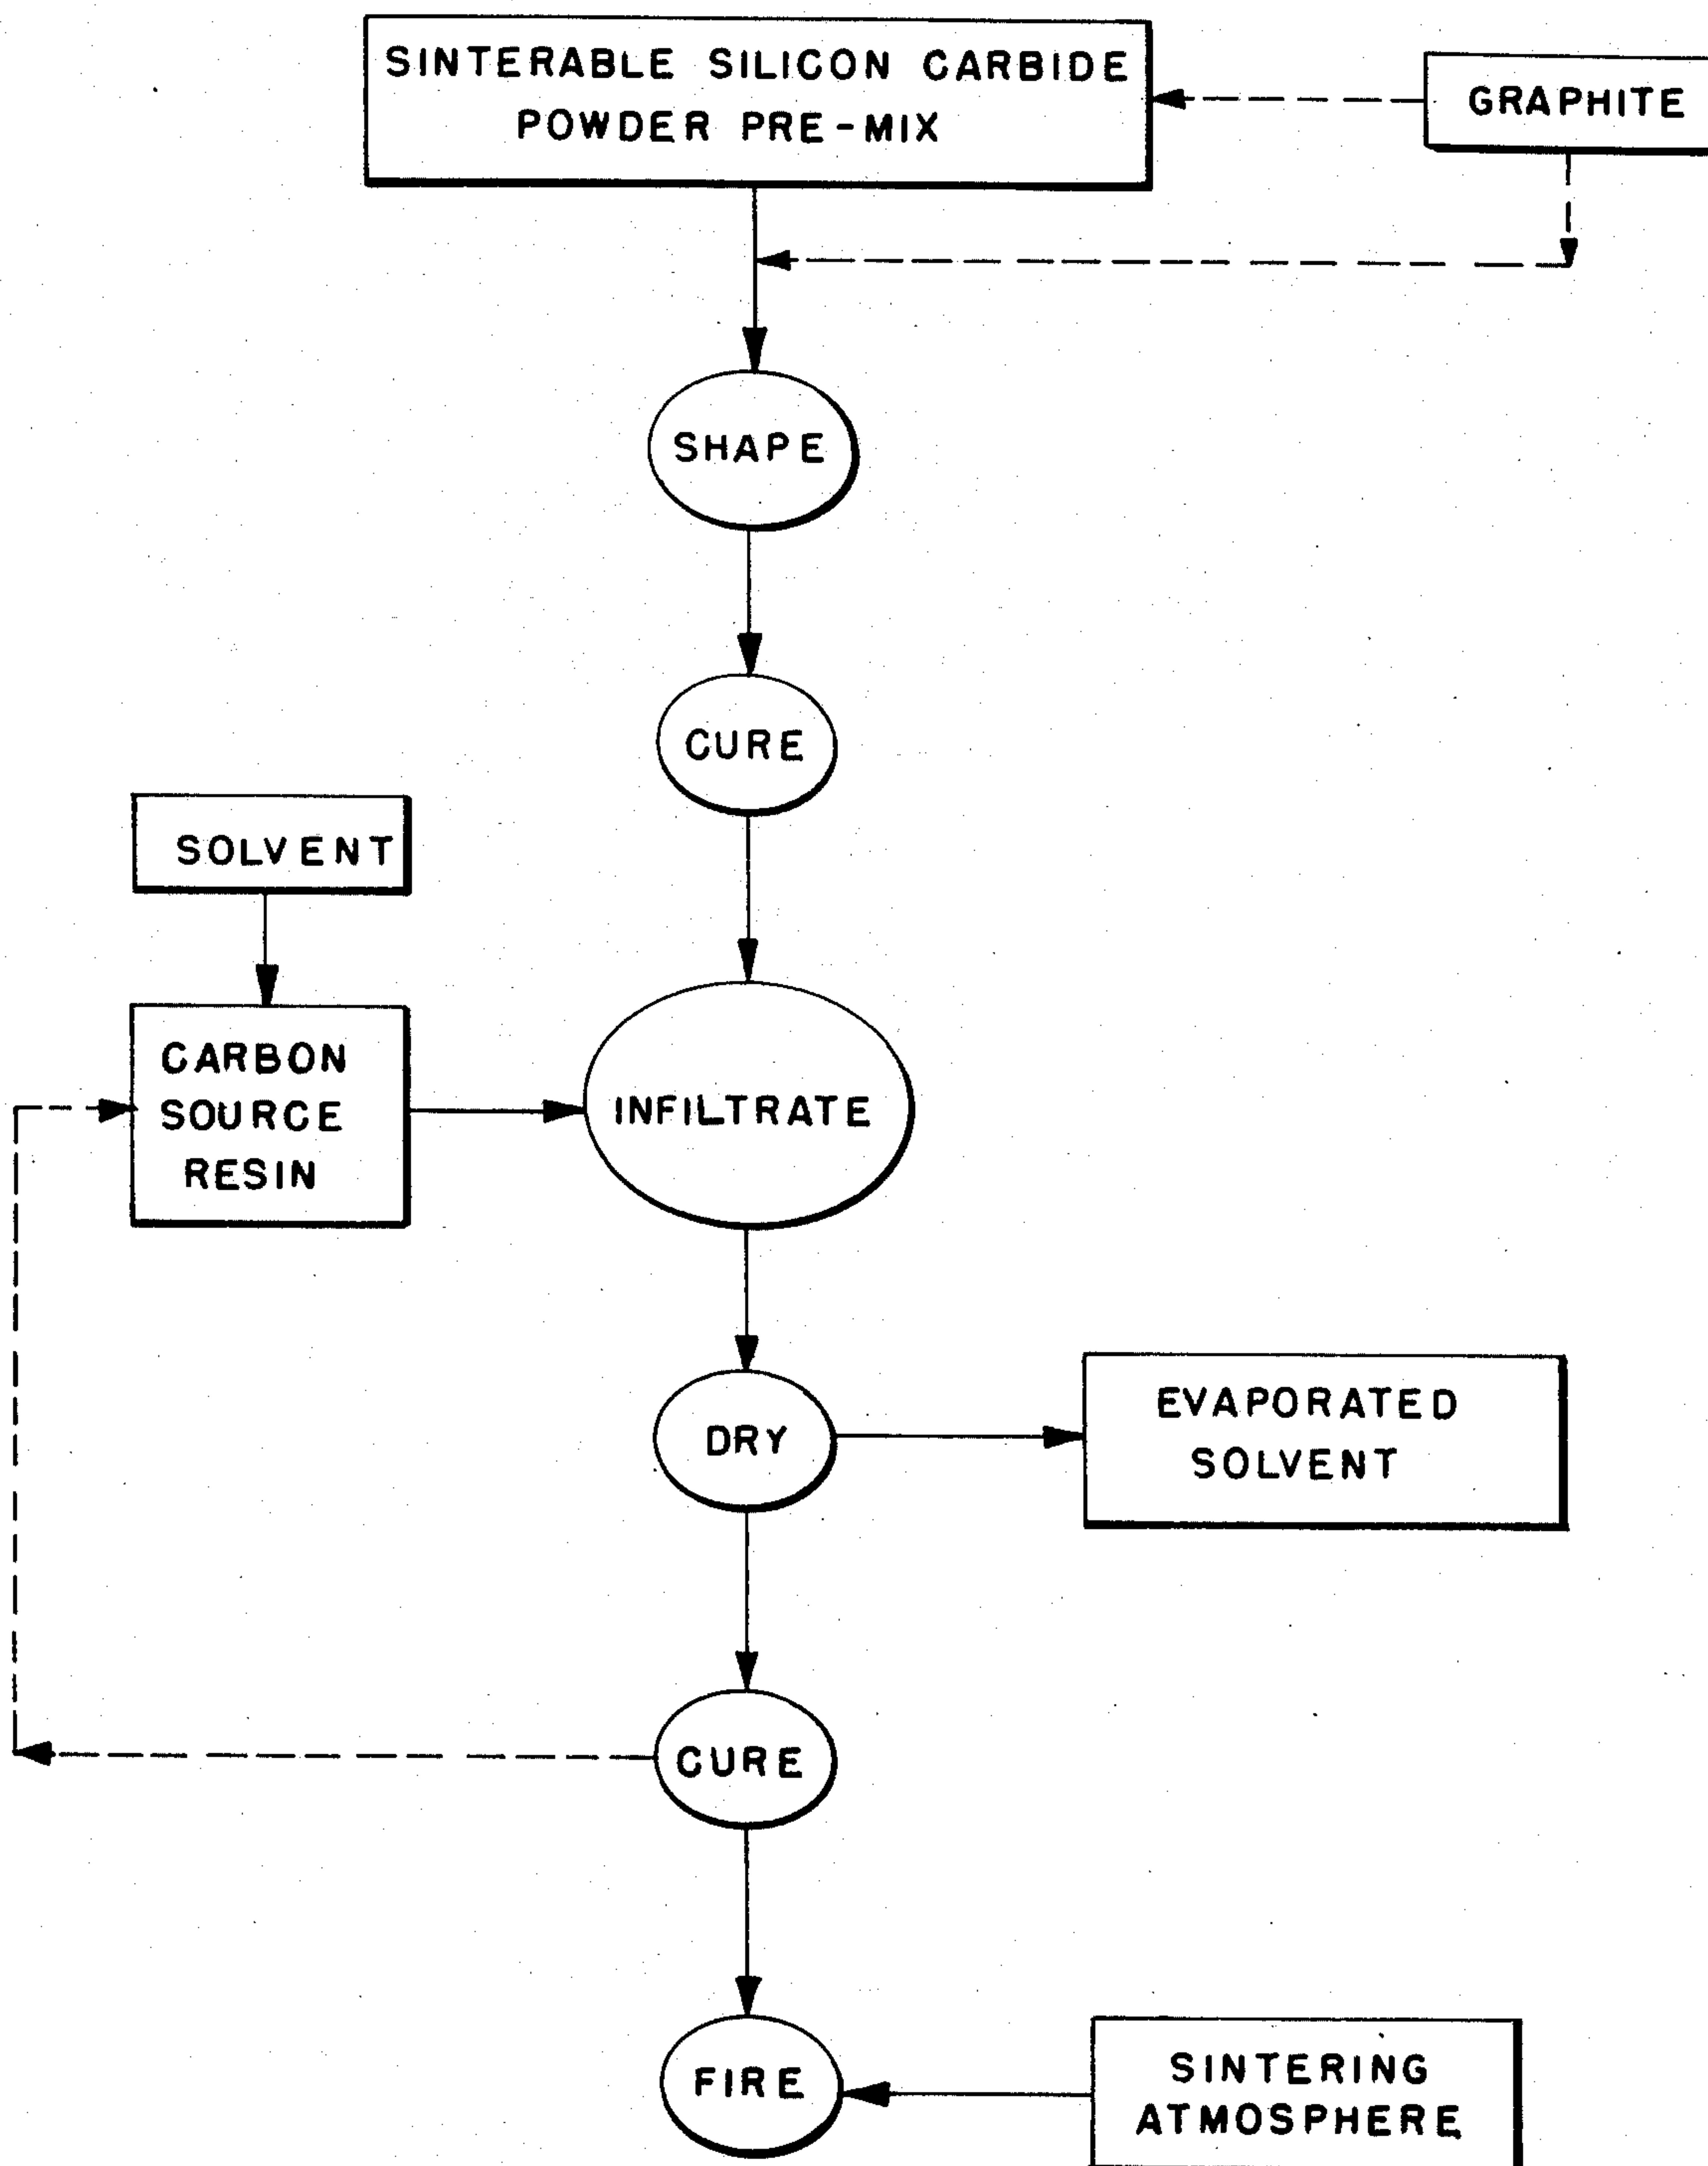 SINTERABLE SILICON CARBIDE
POWDER PRE-MIX
GRAPHITE
SHAPE
CURE
SOLVENT
CARBON
SOURCE
RESIN
INFILTRATE
DRY
EVAPORATED
SOLVENT
CURE
FIRE
SINTERING
ATMOSPHERE